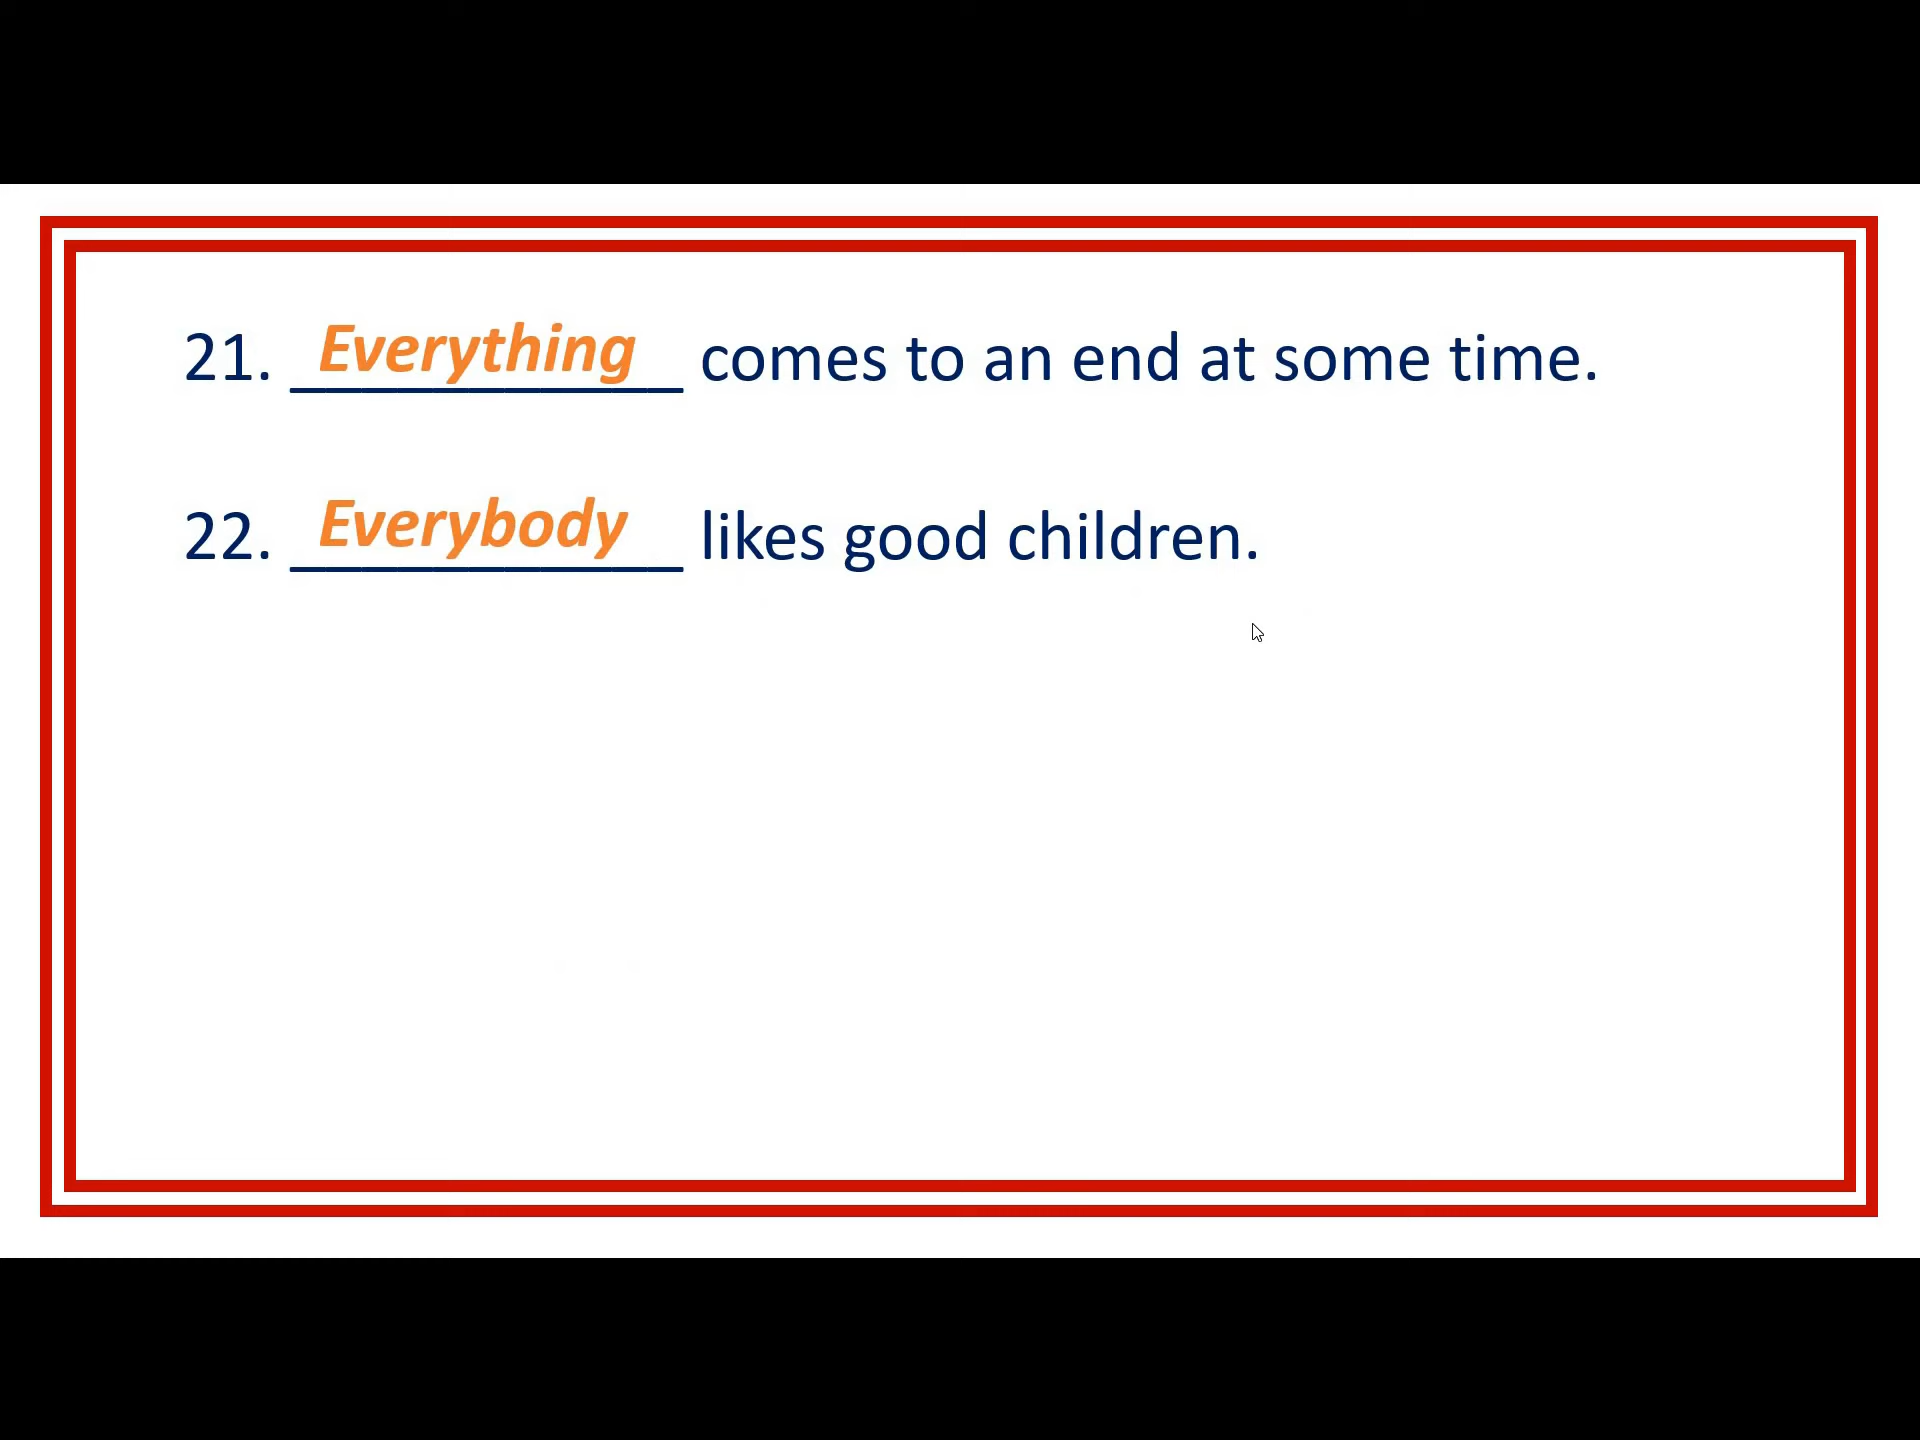 21. Everything comes to an end at some time.
22. Everybody likes good children.